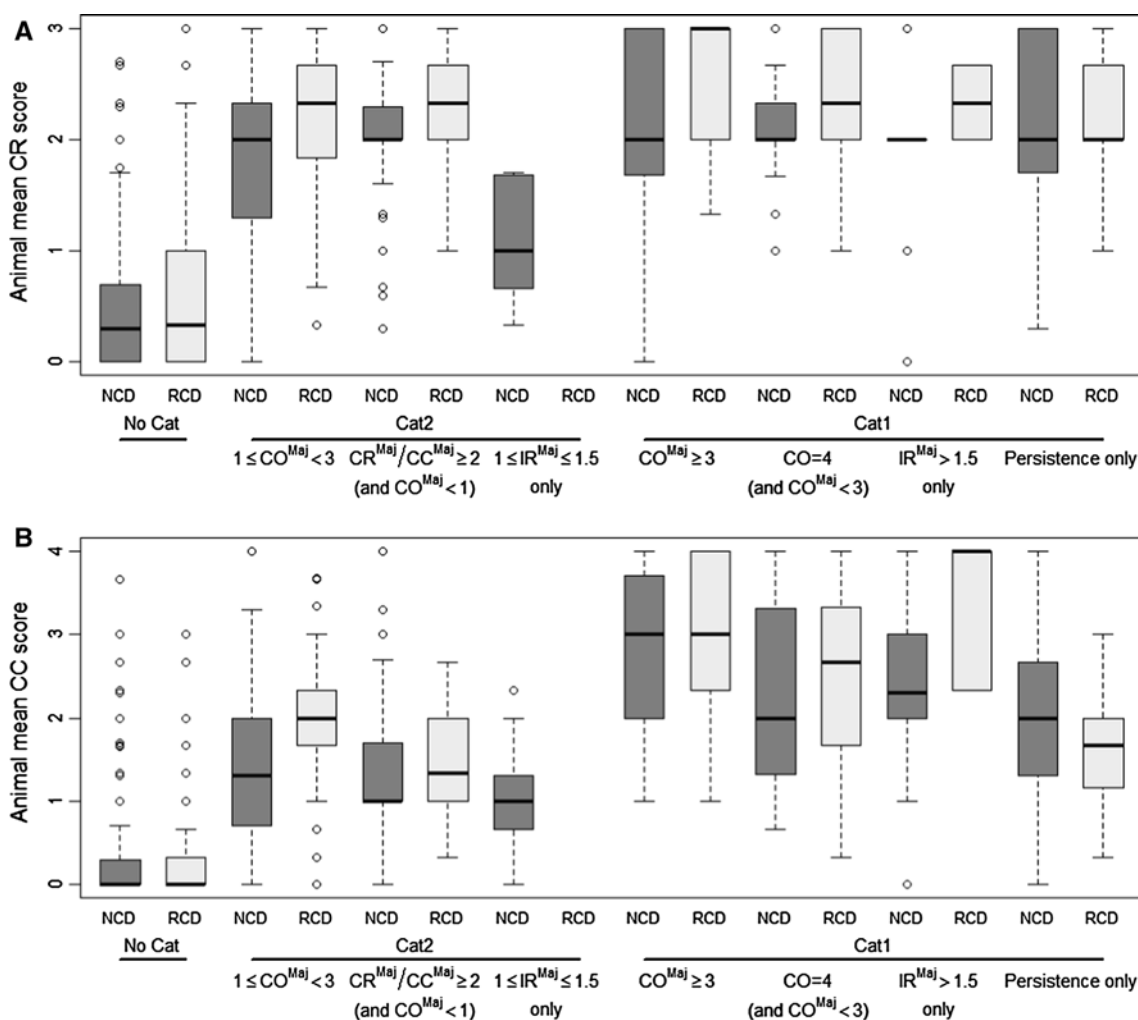 A
Animal mean CR score
3
2
1
0
NCD RCD NCD RCD NCD RCD NCD RCD NCD RCD NCD RCD NCD RCD NCD RCD
No Cat Cat2 Cat1
1 ≤ CO^Maj < 3 CR^Maj/CC^Maj ≥ 2 1 ≤ IR^Maj ≤ 1.5 CO^Maj ≥ 3 CO=4 IR^Maj > 1.5 Persistence only
(and CO^Maj < 1) only (and CO^Maj < 3) only
B
Animal mean CC score
4
3
2
1
0
NCD RCD NCD RCD NCD RCD NCD RCD NCD RCD NCD RCD NCD RCD NCD RCD
No Cat Cat2 Cat1
1 ≤ CO^Maj < 3 CR^Maj/CC^Maj ≥ 2 1 ≤ IR^Maj ≤ 1.5 CO^Maj ≥ 3 CO=4 IR^Maj > 1.5 Persistence only
(and CO^Maj < 1) only (and CO^Maj < 3) only